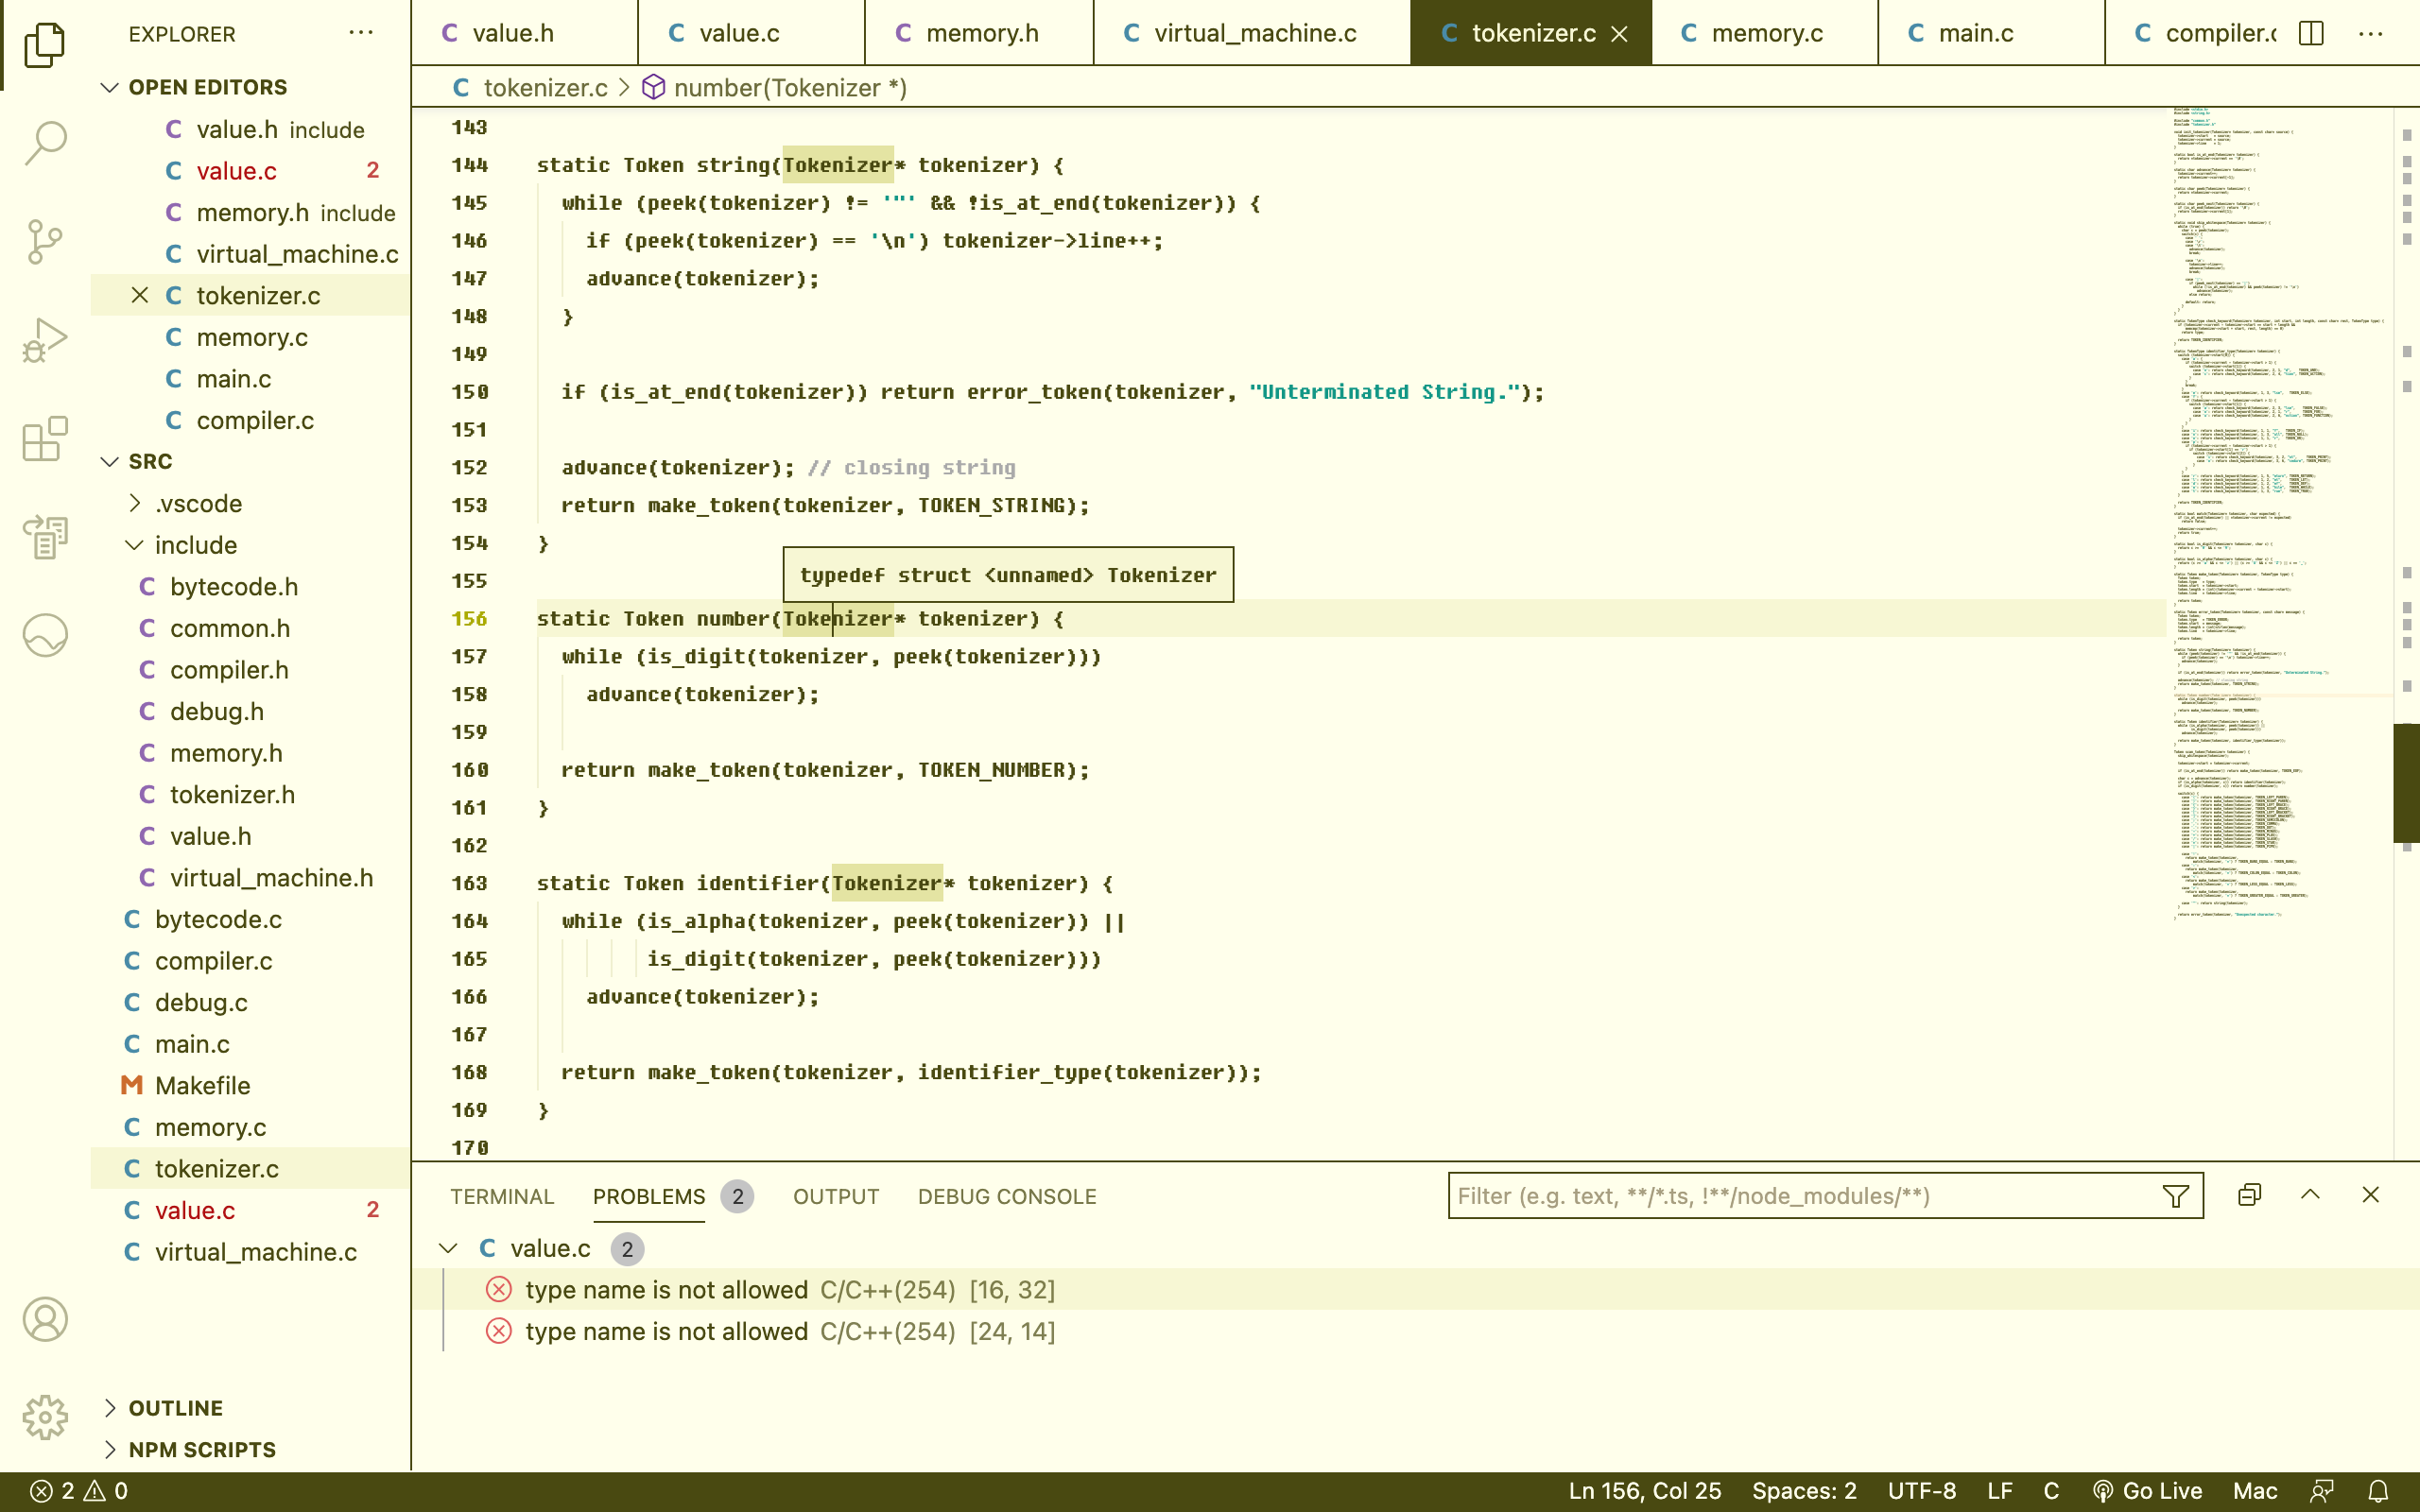 EXPLORER
OPEN EDITORS
value.h include
value.c 2
memory.h include
virtual_machine.c
tokenizer.c
memory.c
main.c
compiler.c
SRC
.vscode
include
bytecode.h
common.h
compiler.h
debug.h
memory.h
tokenizer.h
value.h
virtual_machine.h
bytecode.c
compiler.c
debug.c
main.c
Makefile
memory.c
tokenizer.c
value.c 2
virtual_machine.c
OUTLINE
NPM SCRIPTS
value.h value.c memory.h virtual_machine.c tokenizer.c memory.c main.c compiler.c
tokenizer.c > number(Tokenizer *)
143
144 static Token string(Tokenizer* tokenizer) {
145 while (peek(tokenizer) != '"' && !is_at_end(tokenizer)) {
146 if (peek(tokenizer) == '\n') tokenizer->line++;
147 advance(tokenizer);
148 }
149
150 if (is_at_end(tokenizer)) return error_token(tokenizer, "Unterminated String.");
151
152 advance(tokenizer); // closing string
153 return make_token(tokenizer, TOKEN_STRING);
154 }
155
typedef struct <unnamed> Tokenizer
156 static Token number(Tokenizer* tokenizer) {
157 while (is_digit(tokenizer, peek(tokenizer)))
158 advance(tokenizer);
159
160 return make_token(tokenizer, TOKEN_NUMBER);
161 }
162
163 static Token identifier(Tokenizer* tokenizer) {
164 while (is_alpha(tokenizer, peek(tokenizer)) ||
165 is_digit(tokenizer, peek(tokenizer)))
166 advance(tokenizer);
167
168 return make_token(tokenizer, identifier_type(tokenizer));
169 }
170
TERMINAL PROBLEMS 2 OUTPUT DEBUG CONSOLE
Filter (e.g. text, **/*.ts, !**/node_modules/**)
value.c 2
type name is not allowed C/C++(254) [16, 32]
type name is not allowed C/C++(254) [24, 14]
2 0 Ln 156, Col 25 Spaces: 2 UTF-8 LF C Go Live Mac